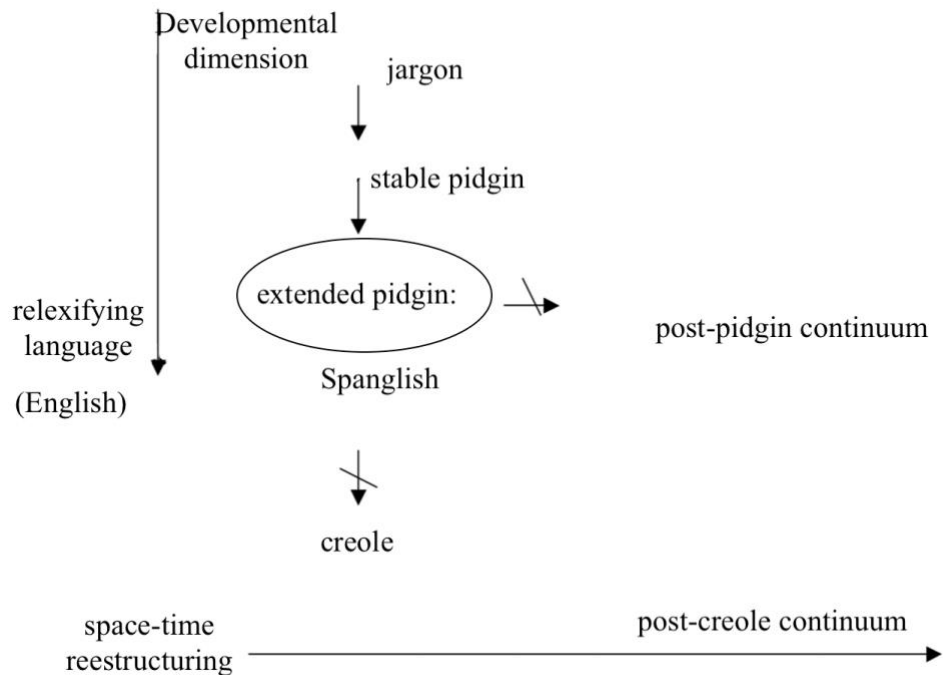 Developmental
dimension
jargon
stable pidgin
extended pidgin:
relexifying
language
post-pidgin continuum
Spanglish
(English)
creole
post-creole continuum
space-time
reestructuring